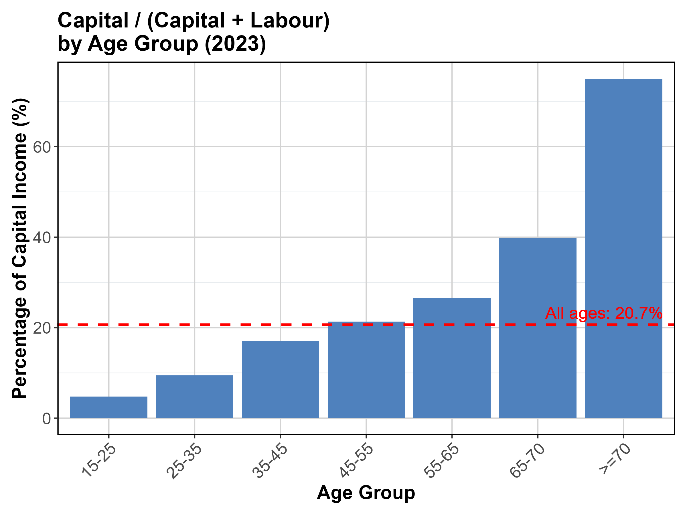 Capital / (Capital + Labour)
by Age Group (2023)
Percentage of Capital Income (%)
60
40
20
0
All ages: 20.7%
15-25
25-35
35-45
45-55
55-65
65-70
>=70
Age Group